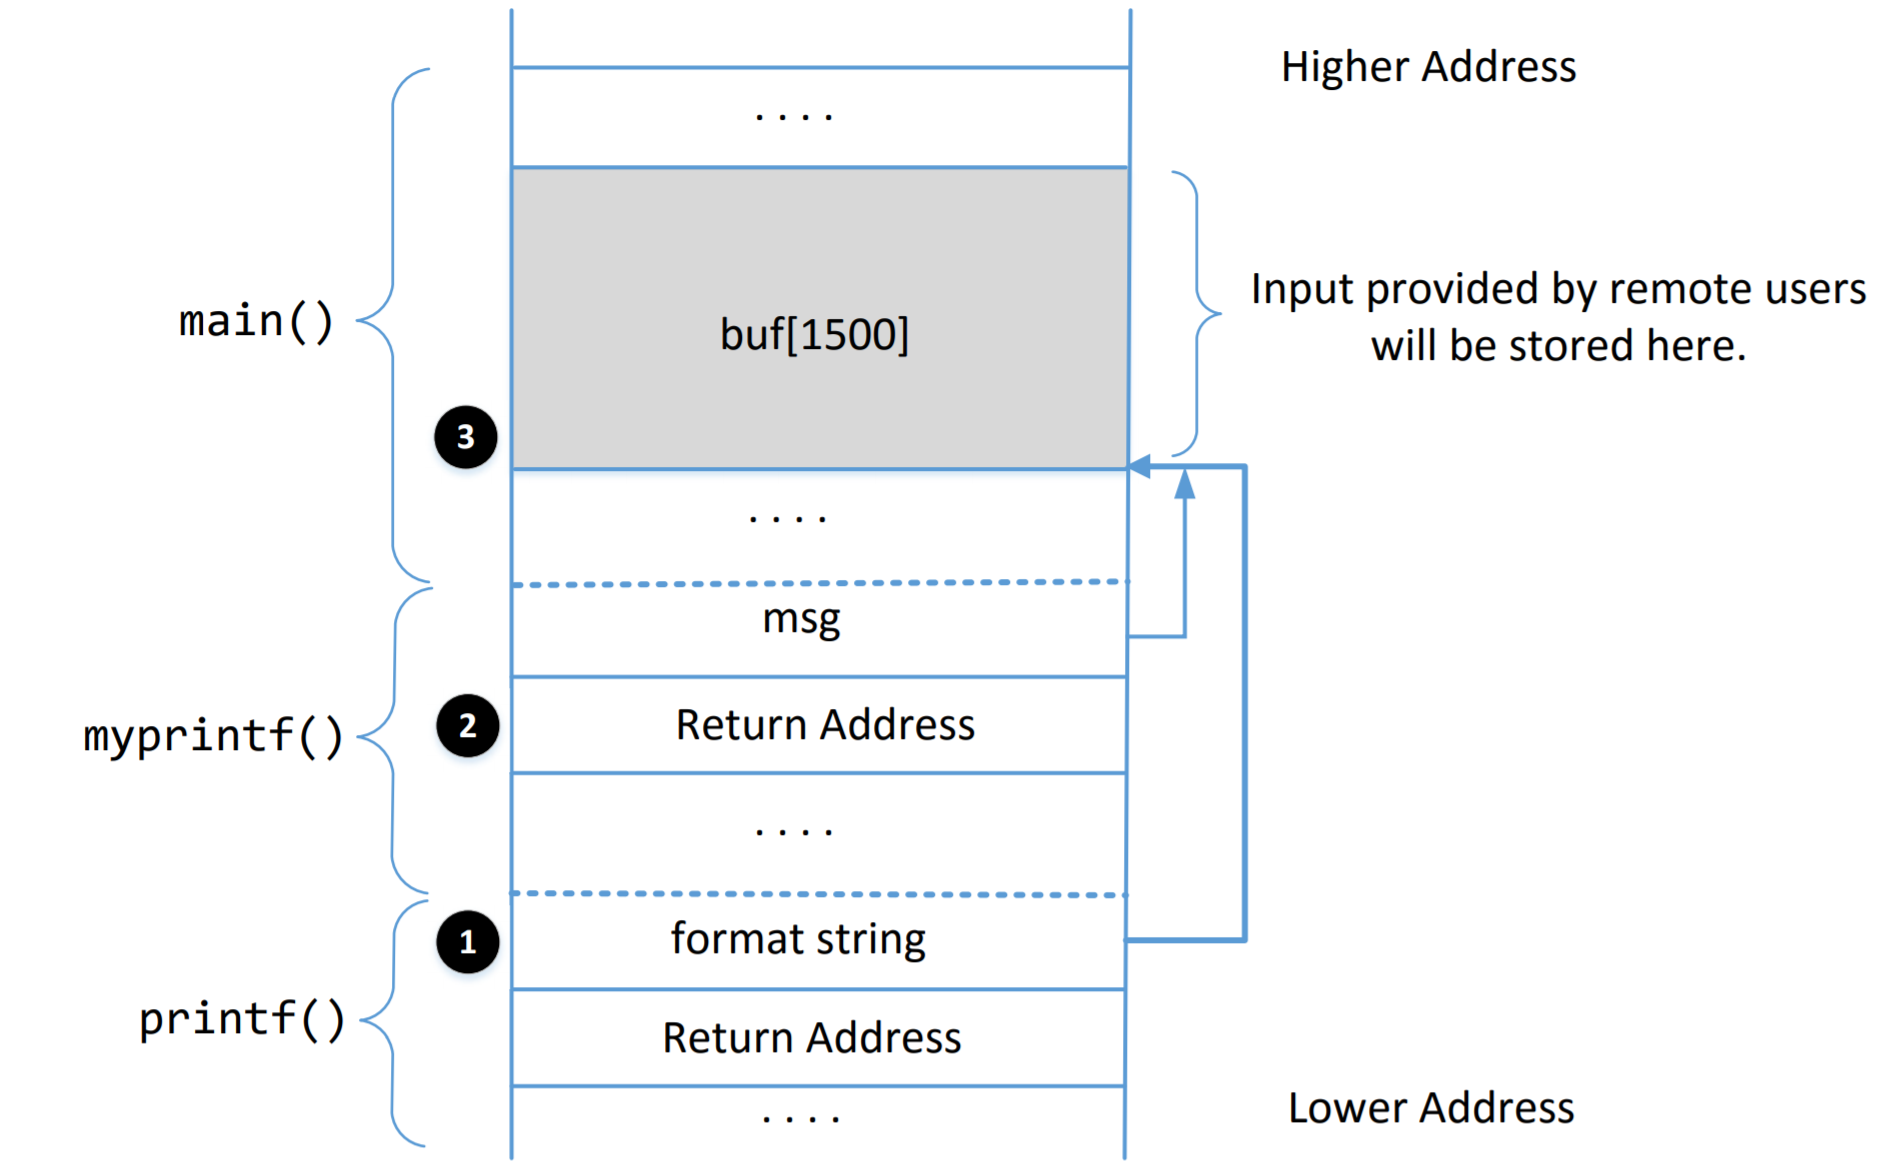 Higher Address
. . . .
main()
buf[1500]
Input provided by remote users
will be stored here.
3
. . . .
msg
myprintf()
2
Return Address
. . . .
1
format string
printf()
Return Address
. . . .
Lower Address